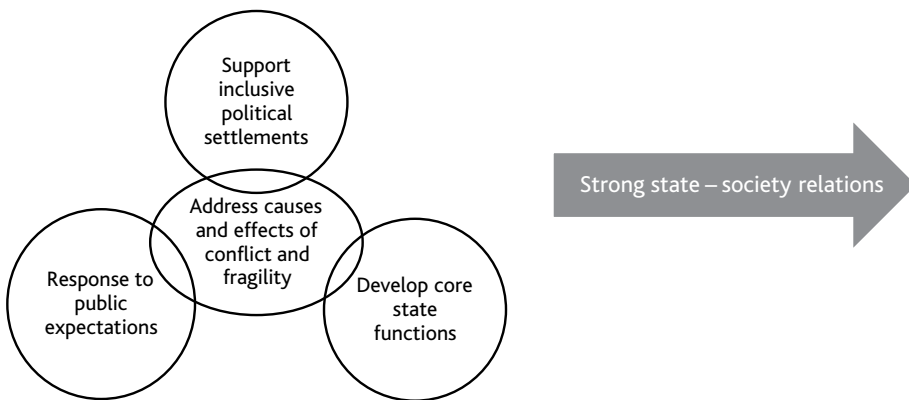 Support
inclusive
political
settlements
Address causes
and effects of
conflict and
fragility
Response to
public
expectations
Develop core
state
functions
Strong state – society relations